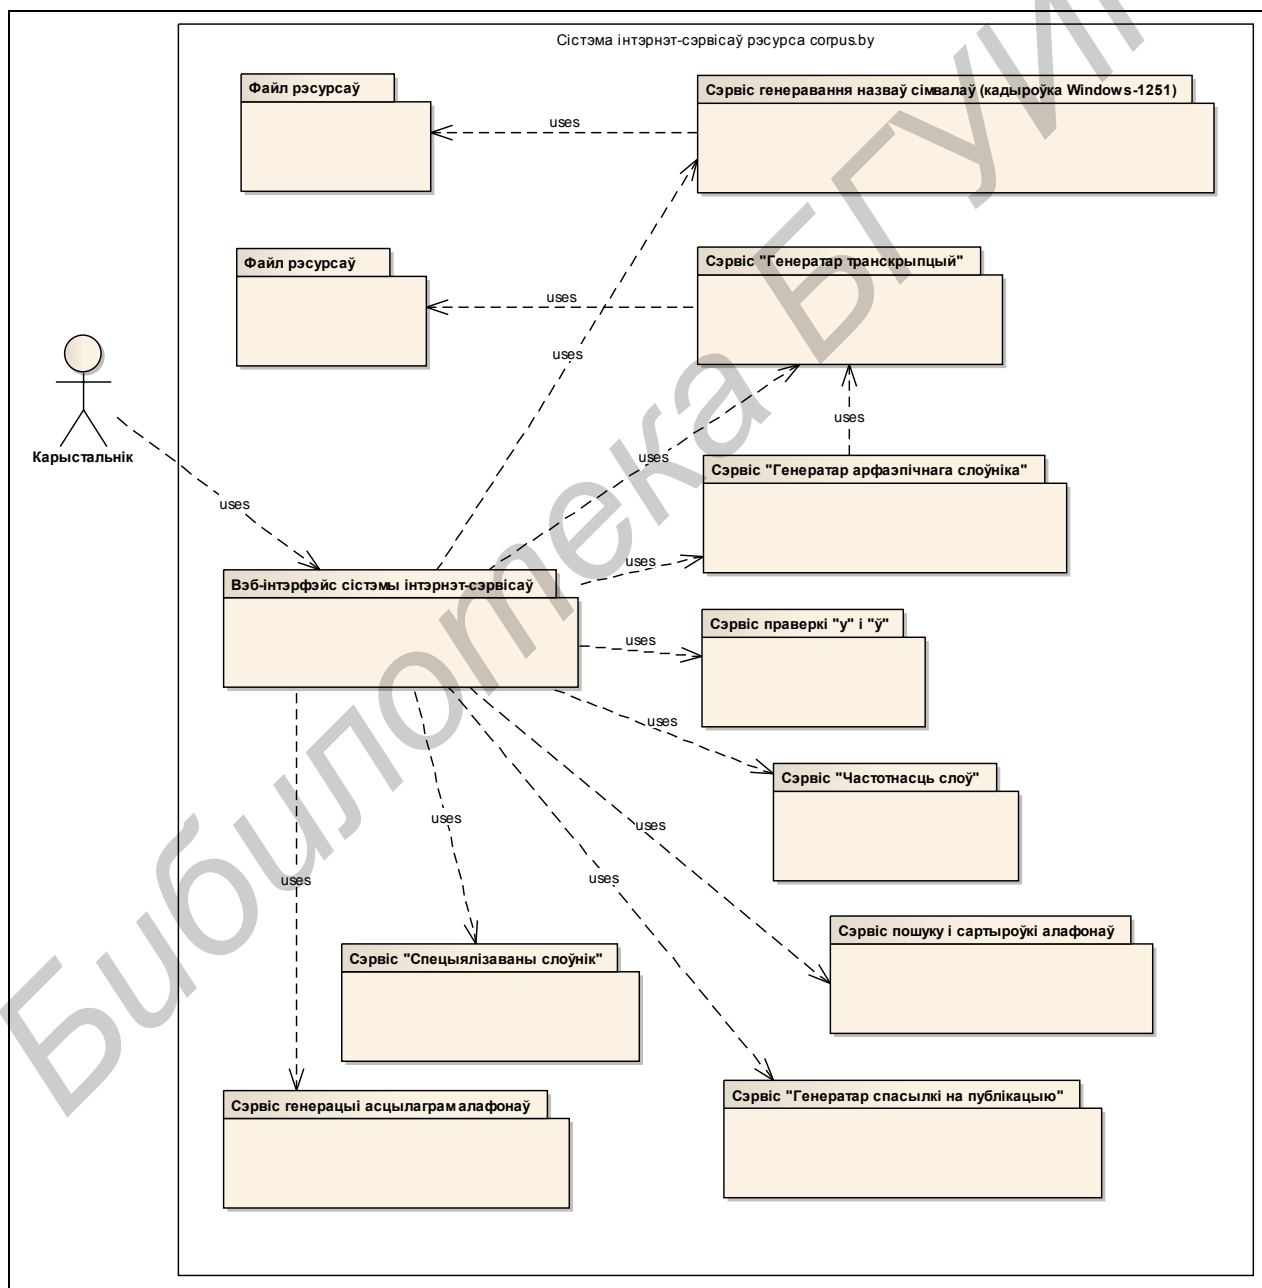 Сістэма інтэрнэт-сэрвісаў рэсурса corpus.by
Файл рэсурсаў
Сэрвіс генеравання назваў сімвалаў (кадыроўка Windows-1251)
uses
Файл рэсурсаў
Сэрвіс "Генератар транскрыпцый"
uses
uses
uses
Карыстальнік
uses
Сэрвіс "Генератар арфаэпічнага слоўніка"
uses
uses
Вэб-інтэрфэйс сістэмы інтэрнэт-сэрвісаў
Сэрвіс праверкі "у" і "ў"
uses
uses
Сэрвіс "Частотнасць слоў"
uses
uses
uses
uses
Сэрвіс пошуку і сартыроўкі алафонаў
Сэрвіс "Спецыялізаваны слоўнік"
Сэрвіс генерацыі асцылаграм алафонаў
Сэрвіс "Генератар спасылкі на публікацыю"
Библиотека БГУИ